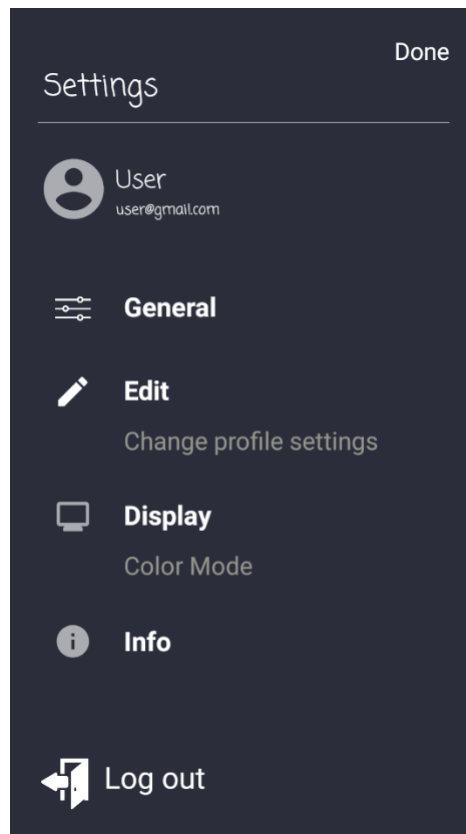 Done
Settings
User
user@gmail.com
General
Edit
Change profile settings
Display
Color Mode
Info
Log out